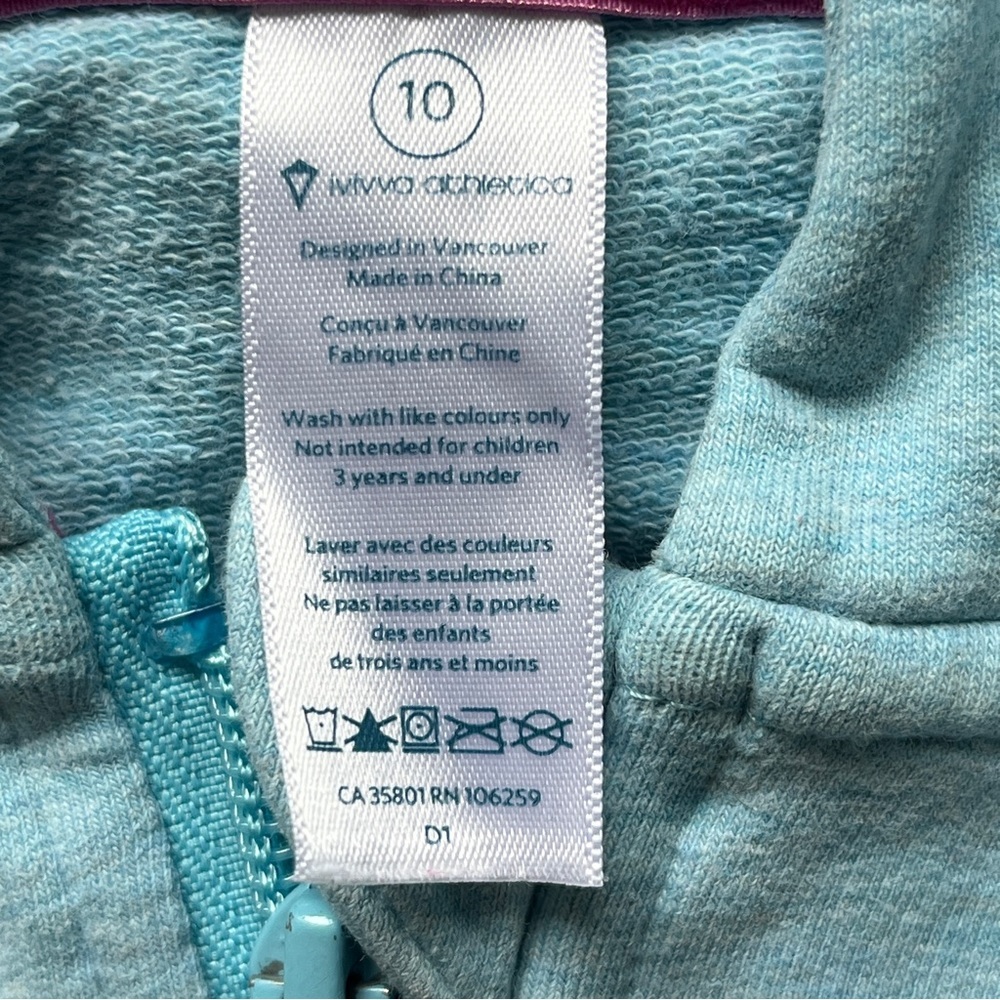 10
ivivva athletica
Designed in Vancouver
Made in China
Conçu à Vancouver
Fabriqué en Chine
Wash with like colours only
Not intended for children
3 years and under
Laver avec des couleurs
similaires seulement
Ne pas laisser à la portée
des enfants
de trois ans et moins
CA 35801 RN 106259
D1